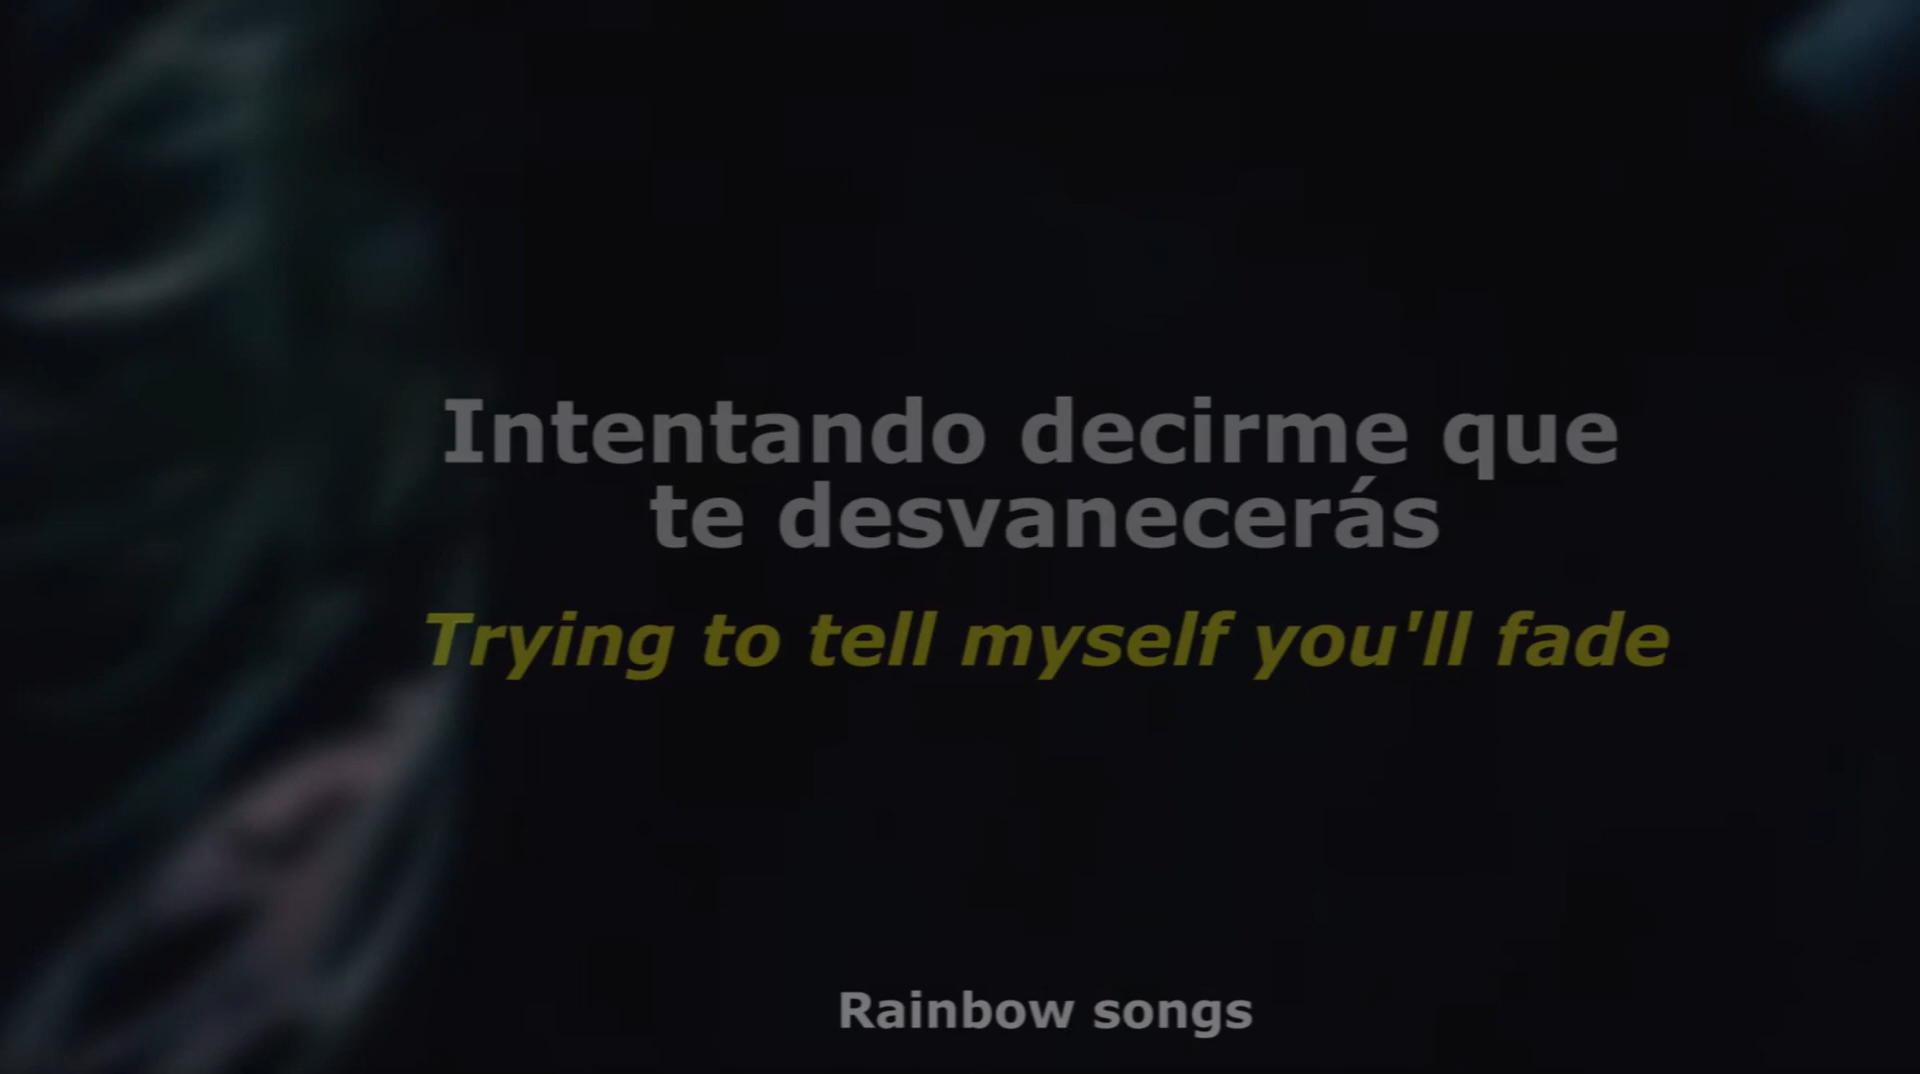 Intentando decirme que
te desvanecerás
Trying to tell myself you'll fade
Rainbow songs